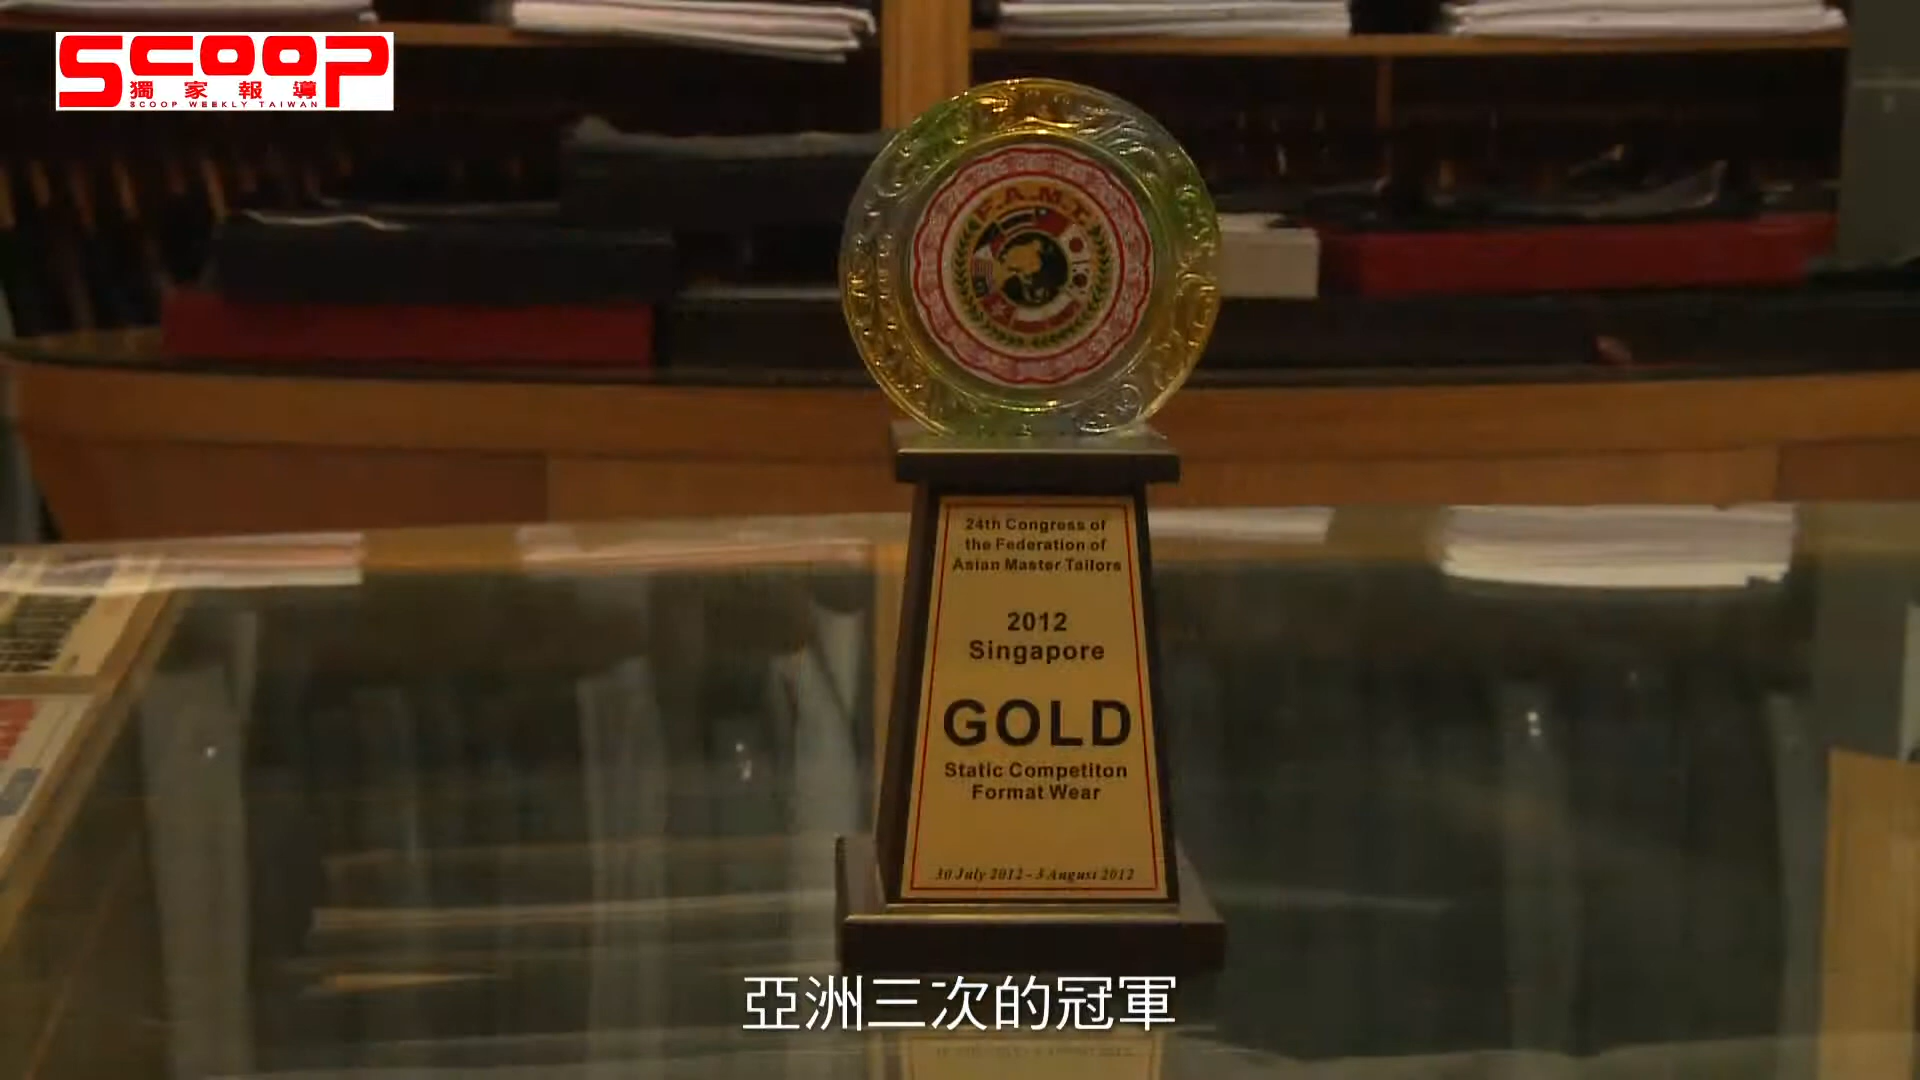 SCOOP
獨家報導
SCOOP WEEKLY TAIWAN
F.A.M.T.
24th Congress of
the Federation of
Asian Master Tailors
2012
Singapore
GOLD
Static Competiton
Format Wear
30 July 2012 - 3 August 2012
亞洲三次的冠軍